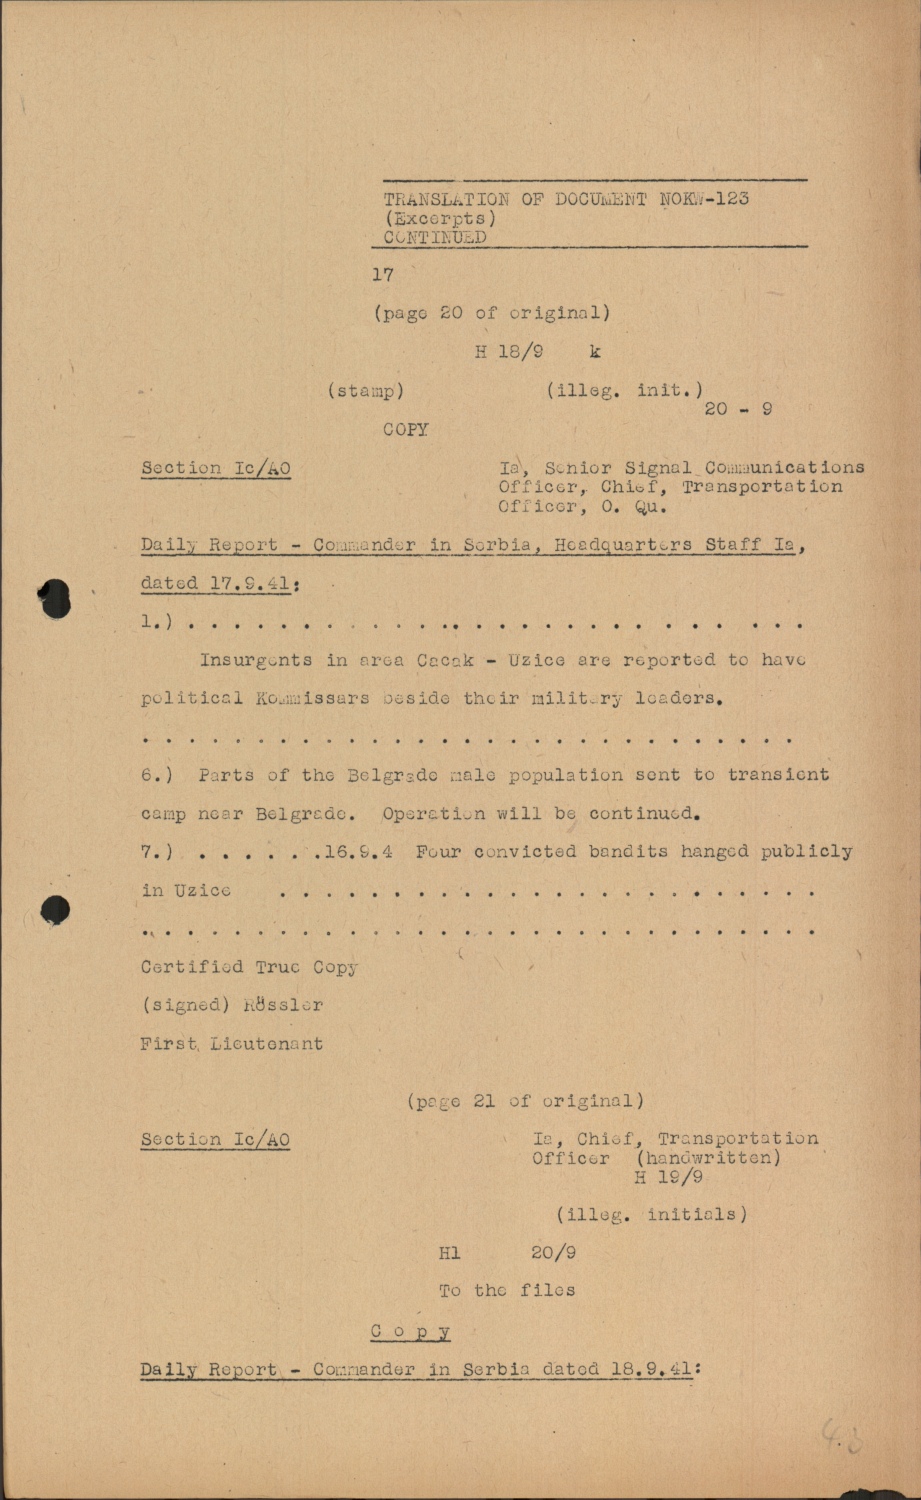 TRANSLATION OF DOCUMENT NOKW-123
(Excerpts)
CONTINUED
17
(page 20 of original)
H 18/9 k
(stamp) (illeg. init.)
20 - 9
COPY
Section Ic/AO
Ia, Senior Signal Communications
Officer, Chief, Transportation
Officer, O. Qu.
Daily Report - Commander in Serbia, Headquarters Staff Ia,
dated 17.9.41:
1.) . . . . . . . . . . . . . . . . . . . . . . . . . . .
Insurgents in area Cacak - Uzice are reported to have
political Kommissars beside their military leaders.
. . . . . . . . . . . . . . . . . . . . . . . . . . . . .
6.) Parts of the Belgrade male population sent to transient
camp near Belgrade. Operation will be continued.
7.) . . . . . . .16.9.4 Four convicted bandits hanged publicly
in Uzice . . . . . . . . . . . . . . . . . . . . . . . .
. . . . . . . . . . . . . . . . . . . . . . . . . . . . . .
Certified True Copy
(signed) Rössler
First Lieutenant
(page 21 of original)
Section Ic/AO
Ia, Chief, Transportation
Officer (handwritten)
H 19/9
(illeg. initials)
Hl 20/9
To the files
C o p y
Daily Report - Commander in Serbia dated 18.9.41: